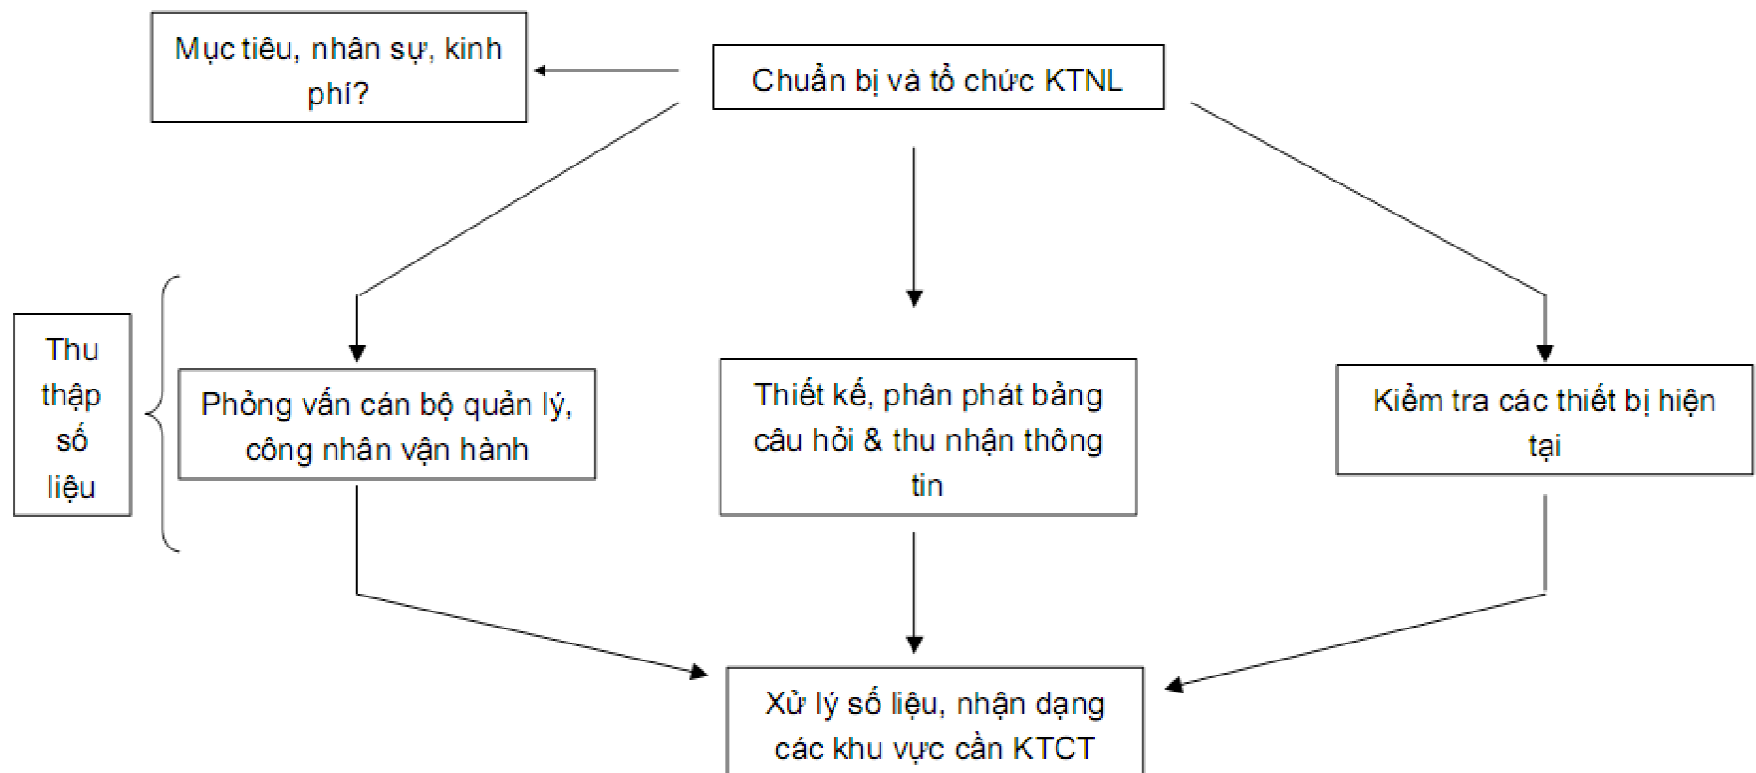 Mục tiêu, nhân sự, kinh
phí?
Chuẩn bị và tổ chức KTNL
Thu
thập
số
liệu
Phỏng vấn cán bộ quản lý,
công nhân vận hành
Thiết kế, phân phát bảng
câu hỏi & thu nhận thông
tin
Kiểm tra các thiết bị hiện
tại
Xử lý số liệu, nhận dạng
các khu vực cần KTCT